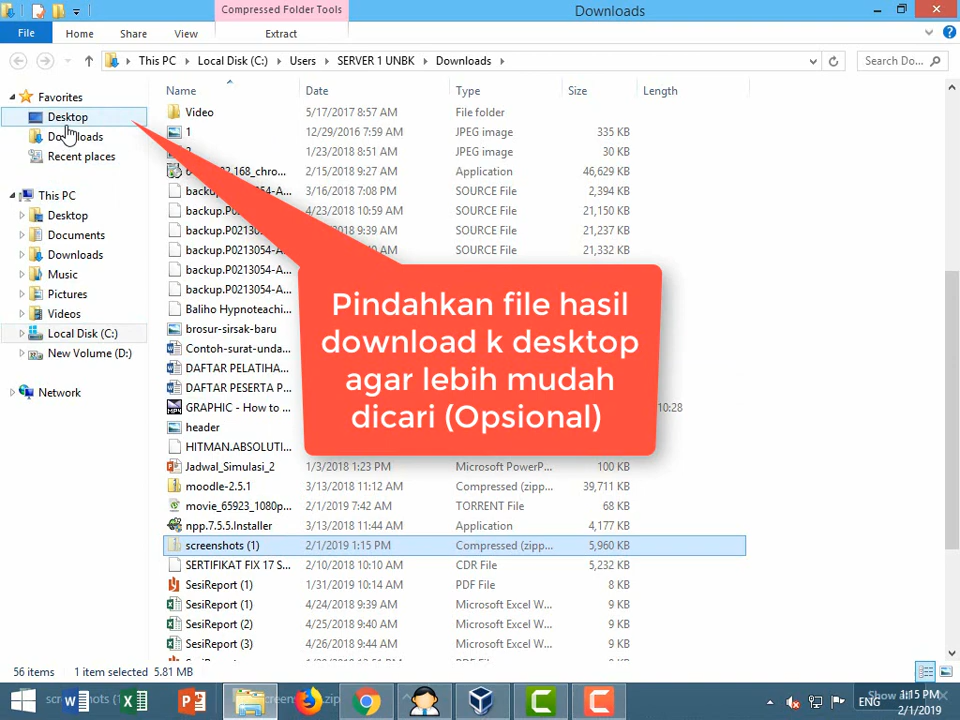 Compressed Folder Tools
Downloads
File
Home
Share
View
Extract
This PC
Local Disk (C:)
Users
SERVER 1 UNBK
Downloads
Search Do...
Favorites
Desktop
Downloads
Recent places
This PC
Desktop
Documents
Downloads
Music
Pictures
Videos
Local Disk (C:)
New Volume (D:)
Network
Name Date Type Size Length
Video 5/17/2017 8:57 AM File folder
1 12/29/2016 7:59 AM JPEG image 335 KB
1/23/2018 8:51 AM JPEG image 30 KB
2/15/2018 9:27 AM Application 46,629 KB
backup.P0213054-A... 3/16/2018 7:08 PM SOURCE File 2,394 KB
4/23/2018 10:59 AM SOURCE File 21,150 KB
SOURCE File 21,237 KB
SOURCE File 21,332 KB
backup.P0213054-A...
backup.P0213054-A...
Baliho Hypnoteachi...
brosur-sirsak-baru
Contoh-surat-unda...
DAFTAR PELATIHA...
DAFTAR PESERTA P...
GRAPHIC - How to ...
header
HITMAN.ABSOLUTI...
Jadwal_Simulasi_2 1/3/2018 1:23 PM Microsoft PowerP... 100 KB
moodle-2.5.1 3/13/2018 11:12 AM Compressed (zipp... 39,711 KB
movie_65923_1080p... 2/1/2019 7:42 AM TORRENT File 68 KB
npp.7.5.5.Installer 3/13/2018 11:44 AM Application 4,177 KB
screenshots (1) 2/1/2019 1:15 PM Compressed (zipp... 5,960 KB
SERTIFIKAT FIX 17 S... 2/10/2018 10:10 AM CDR File 5,232 KB
SesiReport (1) 1/31/2019 10:14 AM PDF File 8 KB
SesiReport (1) 4/24/2018 9:39 AM Microsoft Excel W... 9 KB
SesiReport (2) 4/25/2018 9:40 AM Microsoft Excel W... 9 KB
SesiReport (3) 4/26/2018 9:44 AM Microsoft Excel W... 9 KB
Pindahkan file hasil
download k desktop
agar lebih mudah
dicari (Opsional)
56 items 1 item selected 5.81 MB
ENG
1:15 PM
2/1/2019